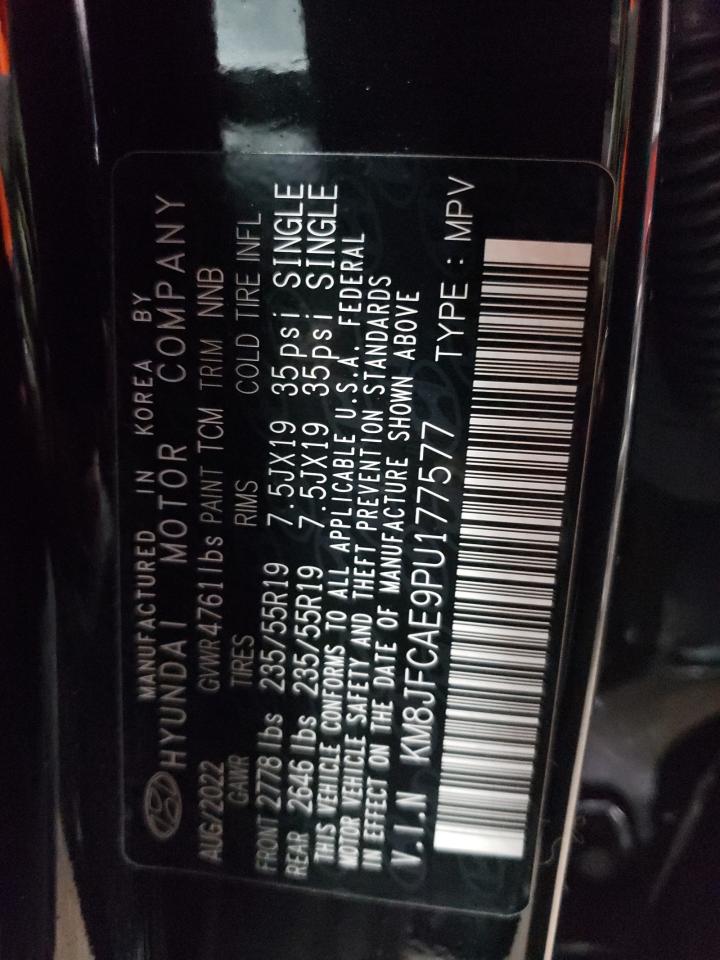 MANUFACTURED IN KOREA BY
HYUNDAI MOTOR COMPANY
AUG/2022 GVWR4761lbs PAINT TCM TRIM NNB
GAWR TIRES RIMS COLD TIRE INFL
FRONT 2778 lbs 235/55R19 7.5JX19 35psi SINGLE
REAR 2646 lbs 235/55R19 7.5JX19 35psi SINGLE
THIS VEHICLE CONFORMS TO ALL APPLICABLE U.S.A. FEDERAL
MOTOR VEHICLE SAFETY AND THEFT PREVENTION STANDARDS
IN EFFECT ON THE DATE OF MANUFACTURE SHOWN ABOVE
V.I.N KM8JFCAE9PU177577 TYPE : MPV